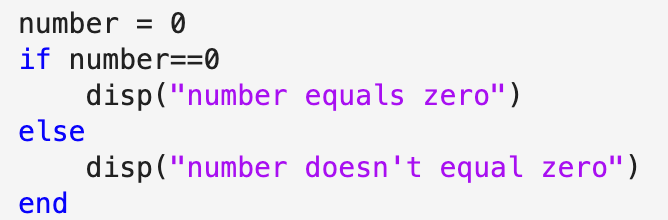 number = 0
if number==0
    disp("number equals zero")
else
    disp("number doesn't equal zero")
end